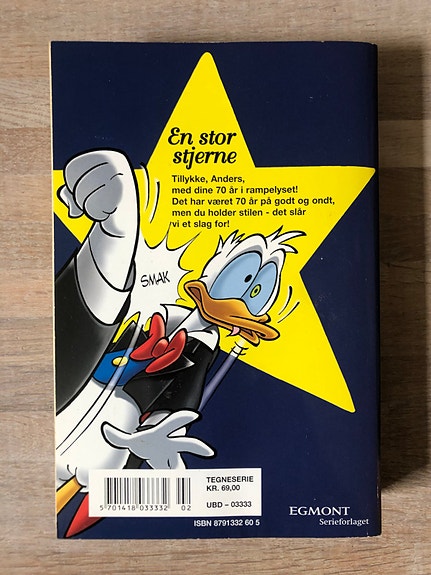 En stor
stjerne
Tillykke, Anders,
med dine 70 år i rampelyset!
Det har været 70 år på godt og ondt,
men du holder stilen - det slår
vi et slag for!
SMAK
TEGNESERIE
KR. 69,00
UBD – 03333
5 701418 033332 02
ISBN 8791332 60 5
EGMONT
Serieforlaget